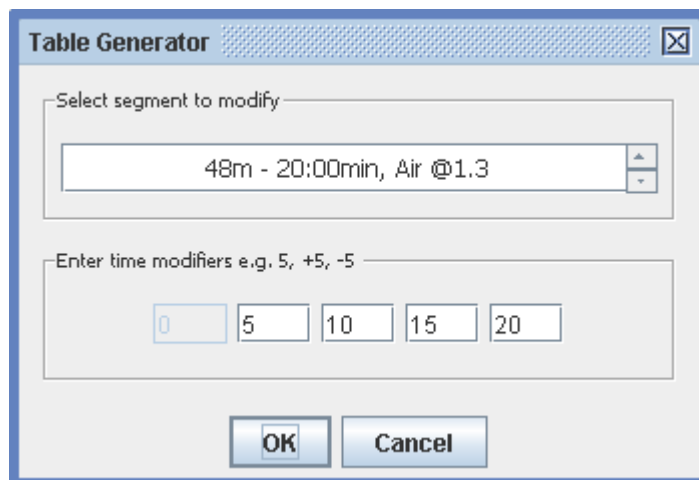 Table Generator
Select segment to modify
48m - 20:00min, Air @1.3
Enter time modifiers e.g. 5, +5, -5
0 5 10 15 20
OK Cancel